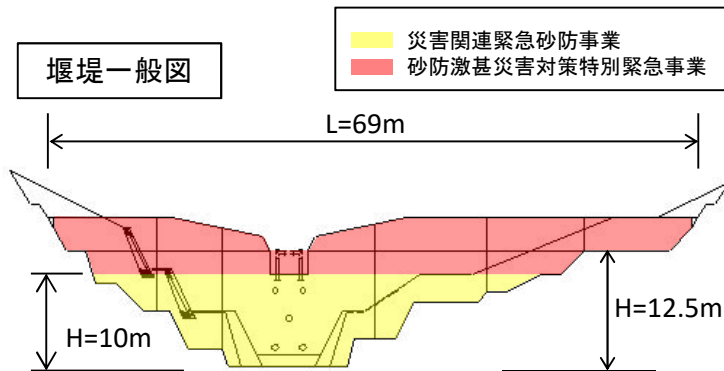 災害関連緊急砂防事業
砂防激甚災害対策特別緊急事業
堰堤一般図
L=69m
H=10m
H=12.5m